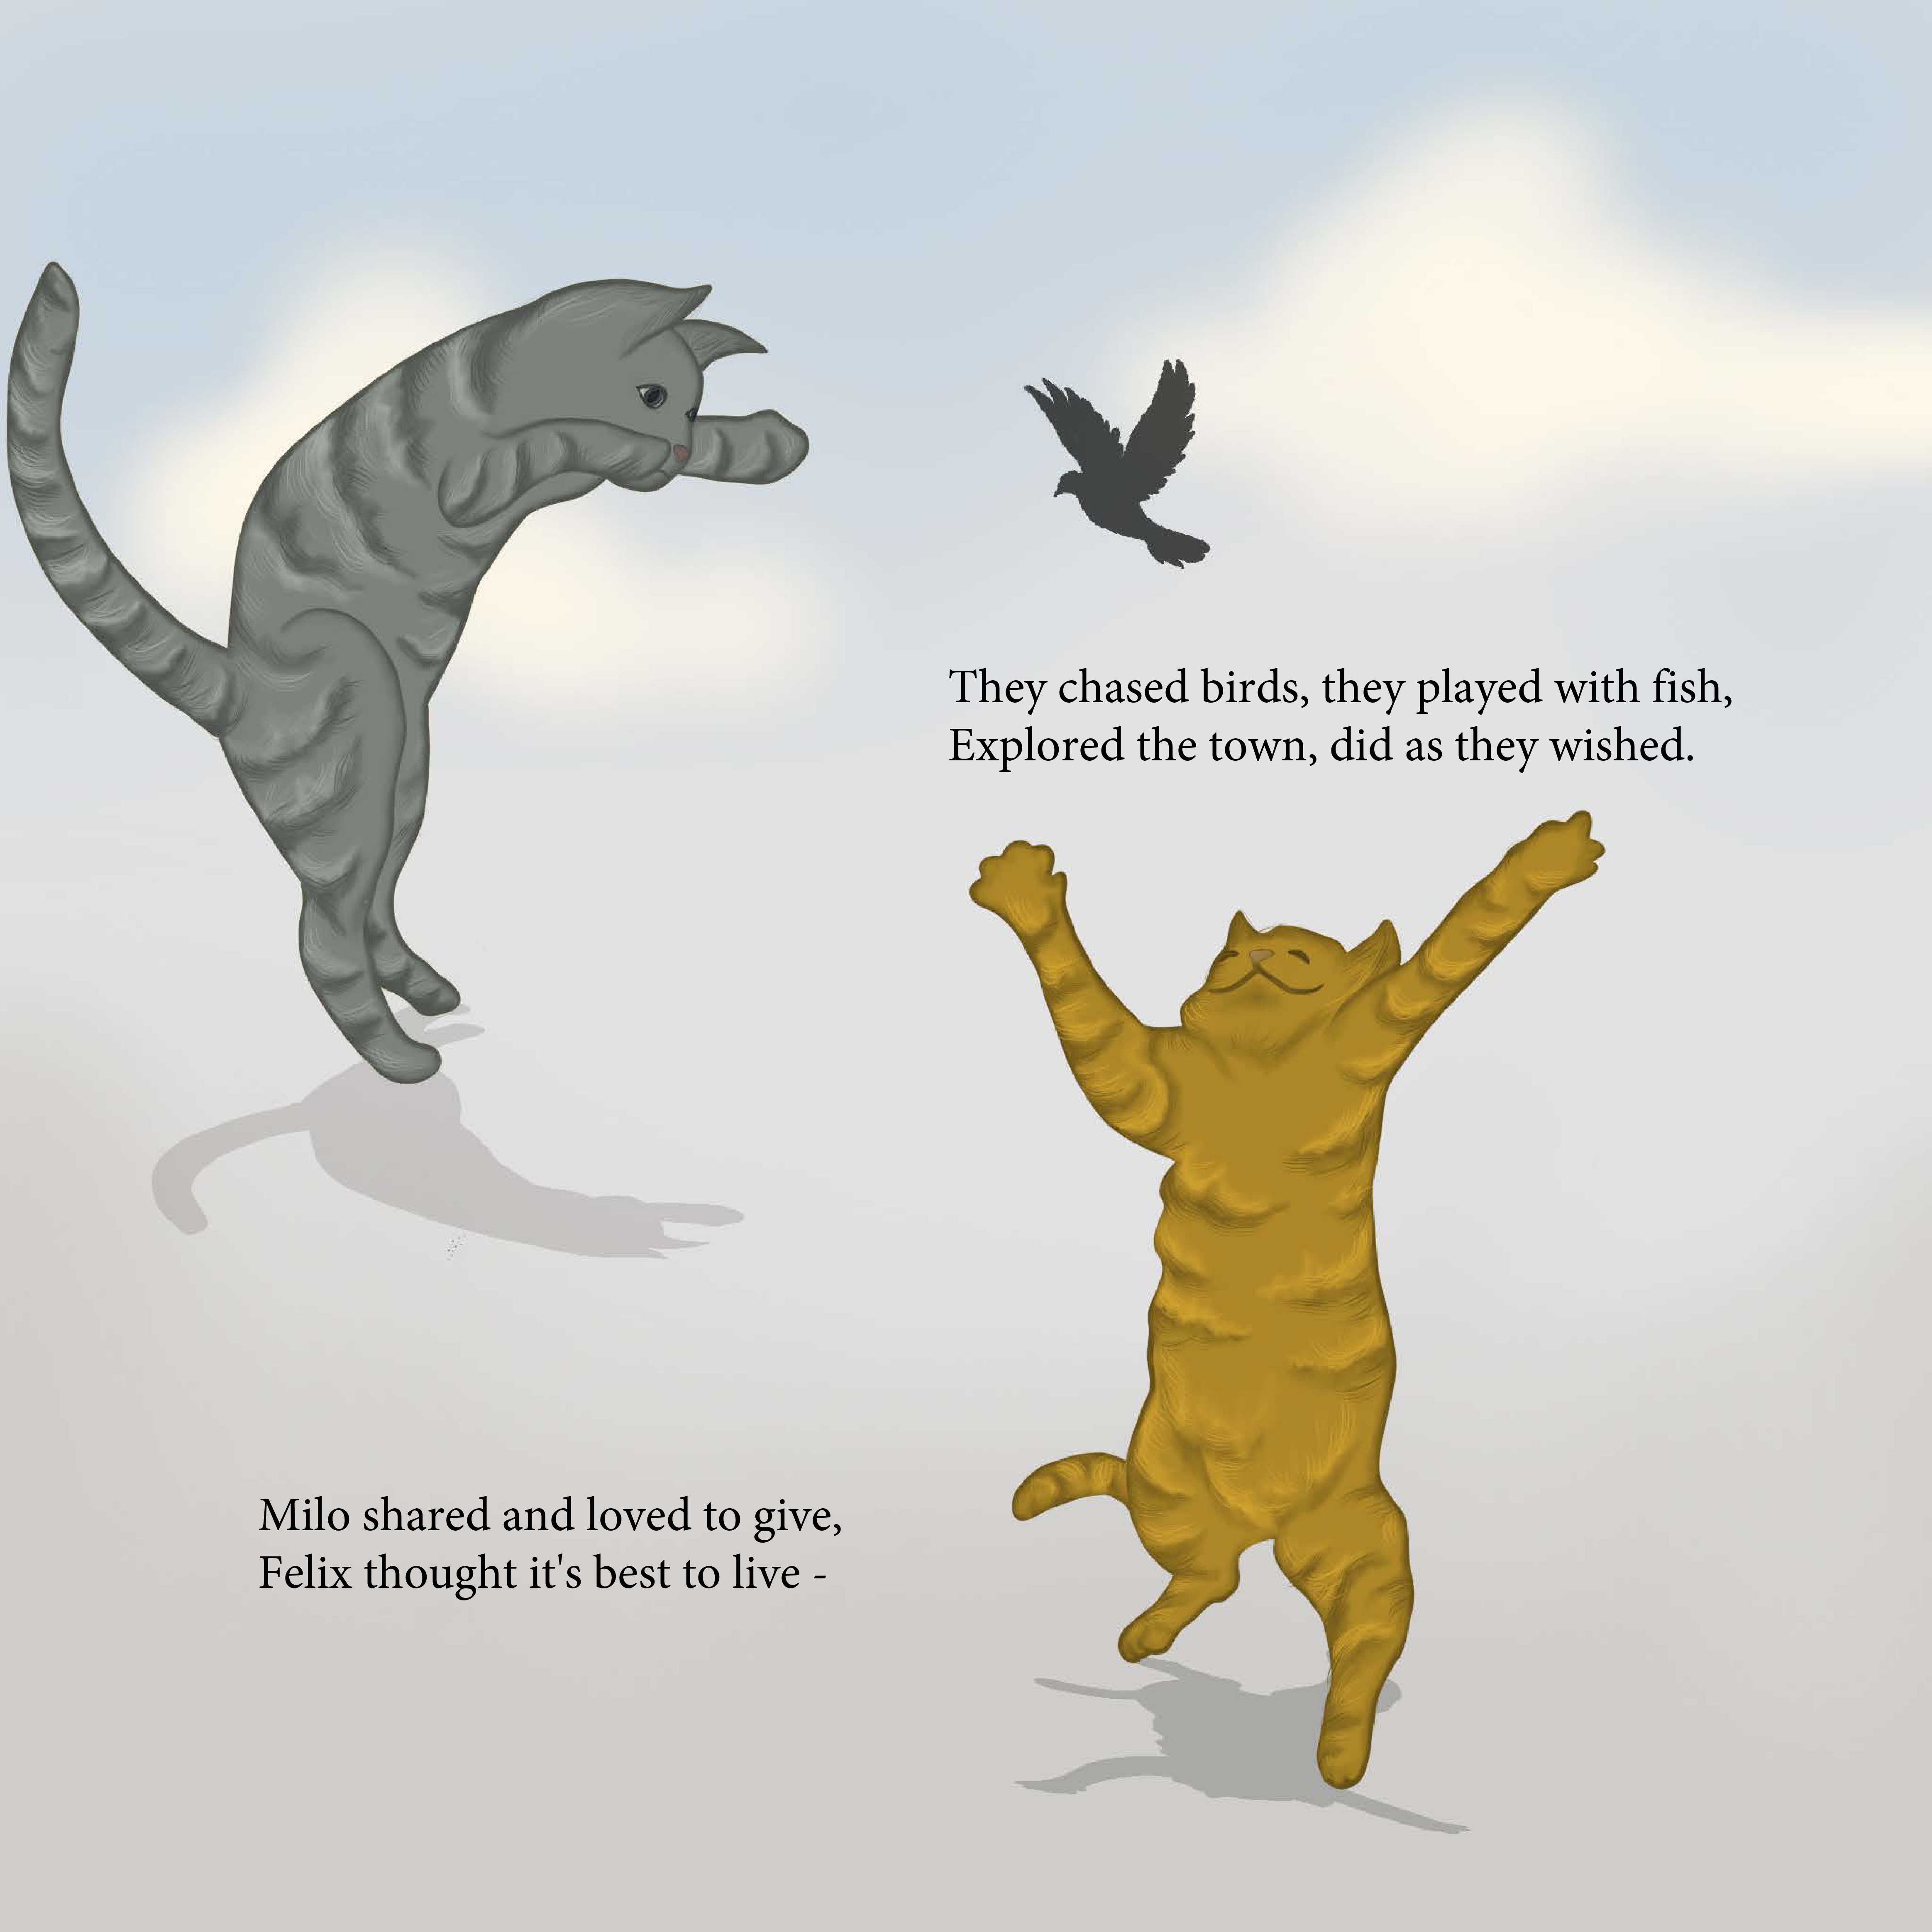 They chased birds, they played with fish,
Explored the town, did as they wished.
Milo shared and loved to give,
Felix thought it's best to live -